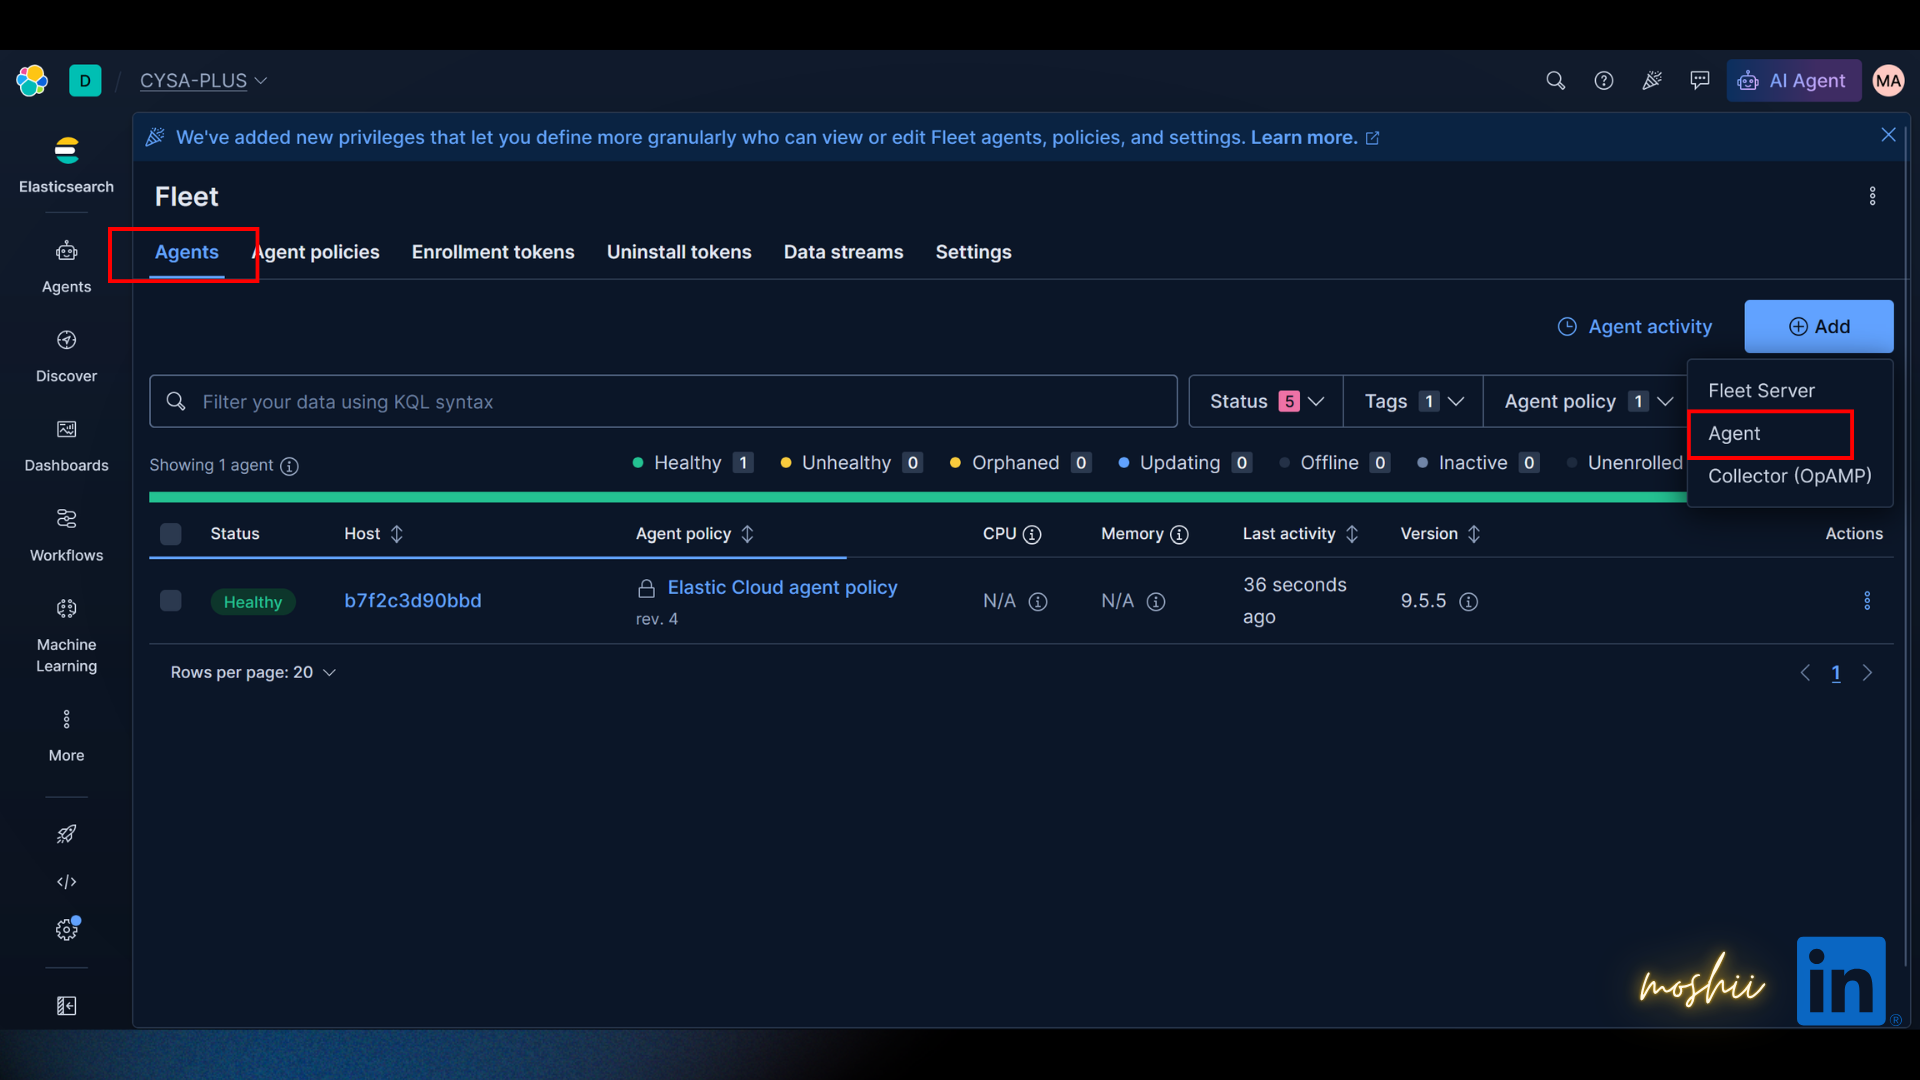 D / CYSA-PLUS
AI Agent MA
We've added new privileges that let you define more granularly who can view or edit Fleet agents, policies, and settings. Learn more.
Elasticsearch
Agents
Discover
Dashboards
Workflows
Machine
Learning
More
Fleet
Agents Agent policies Enrollment tokens Uninstall tokens Data streams Settings
Agent activity Add
Fleet Server
Agent
Collector (OpAMP)
Filter your data using KQL syntax Status 5 Tags 1 Agent policy 1
Showing 1 agent Healthy 1 Unhealthy 0 Orphaned 0 Updating 0 Offline 0 Inactive 0 Unenrolled
Status Host Agent policy CPU Memory Last activity Version Actions
Healthy b7f2c3d90bbd Elastic Cloud agent policy N/A N/A 36 seconds 9.5.5
rev. 4 ago
Rows per page: 20 1
moshii in ®